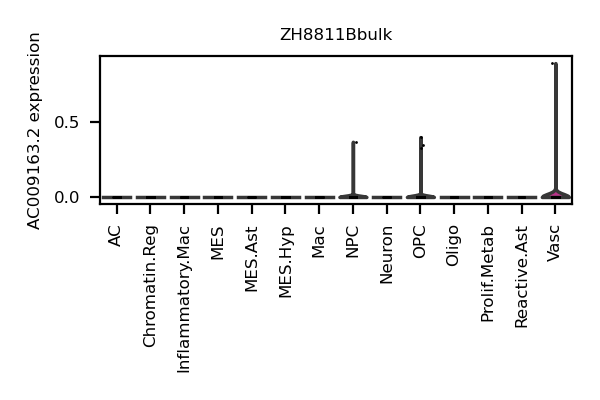 ZH8811Bbulk
AC009163.2 expression
0.5
0.0
AC
Chromatin.Reg
Inflammatory.Mac
MES
MES.Ast
MES.Hyp
Mac
NPC
Neuron
OPC
Oligo
Prolif.Metab
Reactive.Ast
Vasc